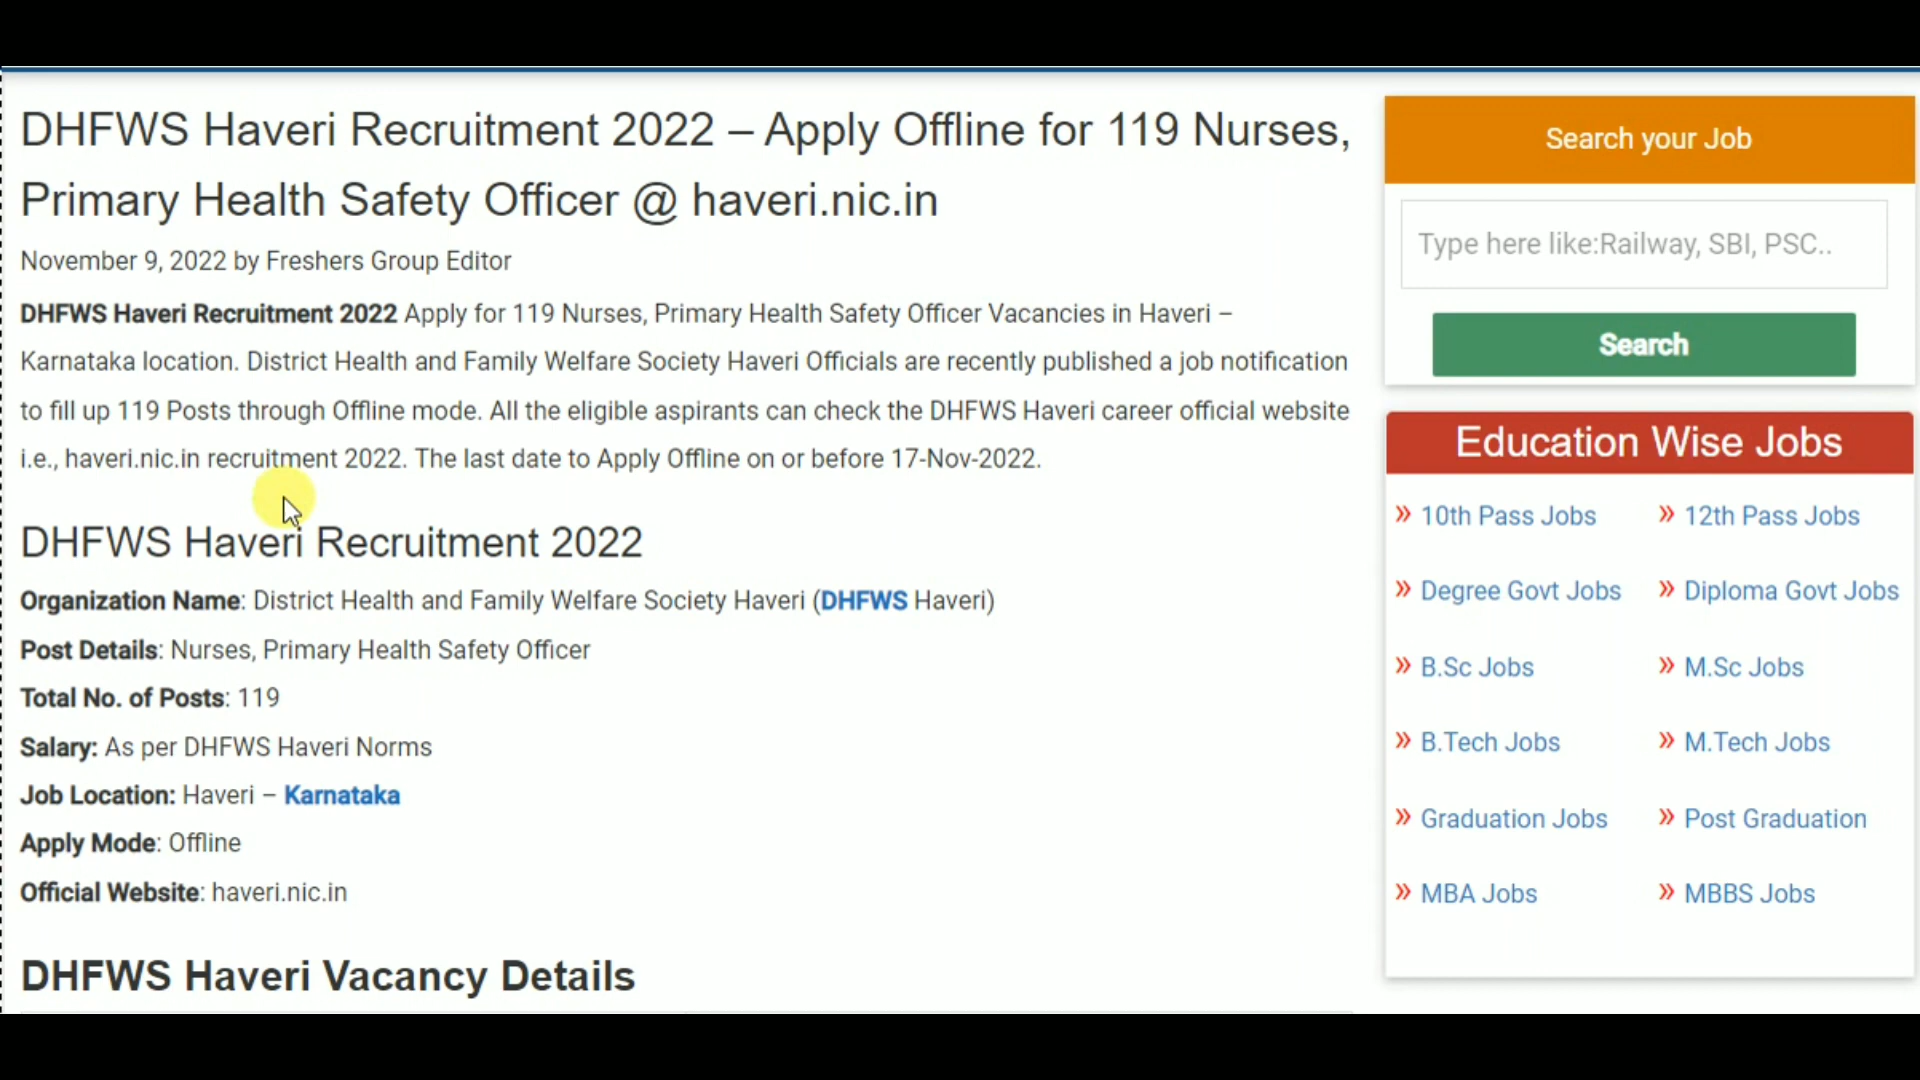 DHFWS Haveri Recruitment 2022 – Apply Offline for 119 Nurses,
Primary Health Safety Officer @ haveri.nic.in
November 9, 2022 by Freshers Group Editor
DHFWS Haveri Recruitment 2022 Apply for 119 Nurses, Primary Health Safety Officer Vacancies in Haveri –
Karnataka location. District Health and Family Welfare Society Haveri Officials are recently published a job notification
to fill up 119 Posts through Offline mode. All the eligible aspirants can check the DHFWS Haveri career official website
i.e., haveri.nic.in recruitment 2022. The last date to Apply Offline on or before 17-Nov-2022.
DHFWS Haveri Recruitment 2022
Organization Name: District Health and Family Welfare Society Haveri (DHFWS Haveri)
Post Details: Nurses, Primary Health Safety Officer
Total No. of Posts: 119
Salary: As per DHFWS Haveri Norms
Job Location: Haveri – Karnataka
Apply Mode: Offline
Official Website: haveri.nic.in
DHFWS Haveri Vacancy Details
Search your Job
Type here like:Railway, SBI, PSC..
Search
Education Wise Jobs
» 10th Pass Jobs » 12th Pass Jobs
» Degree Govt Jobs » Diploma Govt Jobs
» B.Sc Jobs » M.Sc Jobs
» B.Tech Jobs » M.Tech Jobs
» Graduation Jobs » Post Graduation
» MBA Jobs » MBBS Jobs